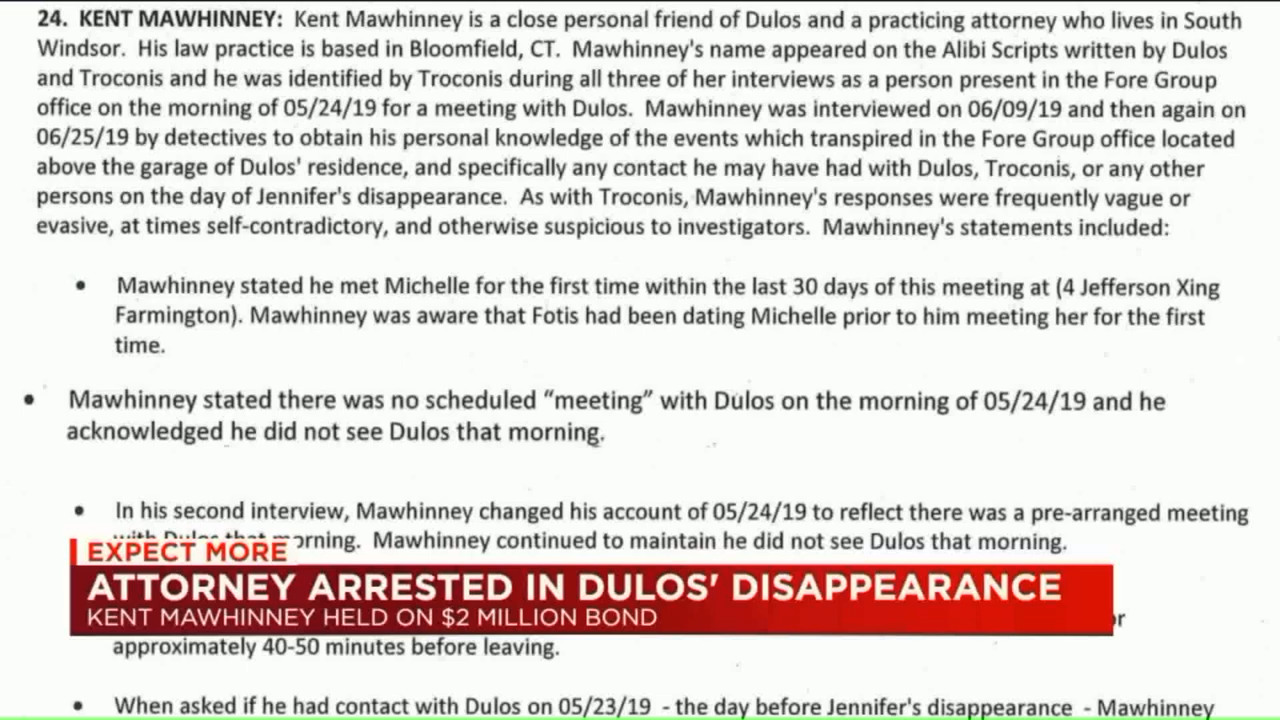 24. KENT MAWHINNEY: Kent Mawhinney is a close personal friend of Dulos and a practicing attorney who lives in South
Windsor. His law practice is based in Bloomfield, CT. Mawhinney's name appeared on the Alibi Scripts written by Dulos
and Troconis and he was identified by Troconis during all three of her interviews as a person present in the Fore Group
office on the morning of 05/24/19 for a meeting with Dulos. Mawhinney was interviewed on 06/09/19 and then again on
06/25/19 by detectives to obtain his personal knowledge of the events which transpired in the Fore Group office located
above the garage of Dulos' residence, and specifically any contact he may have had with Dulos, Troconis, or any other
persons on the day of Jennifer's disappearance. As with Troconis, Mawhinney's responses were frequently vague or
evasive, at times self-contradictory, and otherwise suspicious to investigators. Mawhinney's statements included:
• Mawhinney stated he met Michelle for the first time within the last 30 days of this meeting at (4 Jefferson Xing
Farmington). Mawhinney was aware that Fotis had been dating Michelle prior to him meeting her for the first
time.
• Mawhinney stated there was no scheduled “meeting” with Dulos on the morning of 05/24/19 and he
acknowledged he did not see Dulos that morning.
• In his second interview, Mawhinney changed his account of 05/24/19 to reflect there was a pre-arranged meeting
with Dulos that morning. Mawhinney continued to maintain he did not see Dulos that morning.
EXPECT MORE
ATTORNEY ARRESTED IN DULOS' DISAPPEARANCE
KENT MAWHINNEY HELD ON $2 MILLION BOND
approximately 40-50 minutes before leaving.
• When asked if he had contact with Dulos on 05/23/19 - the day before Jennifer's disappearance - Mawhinney